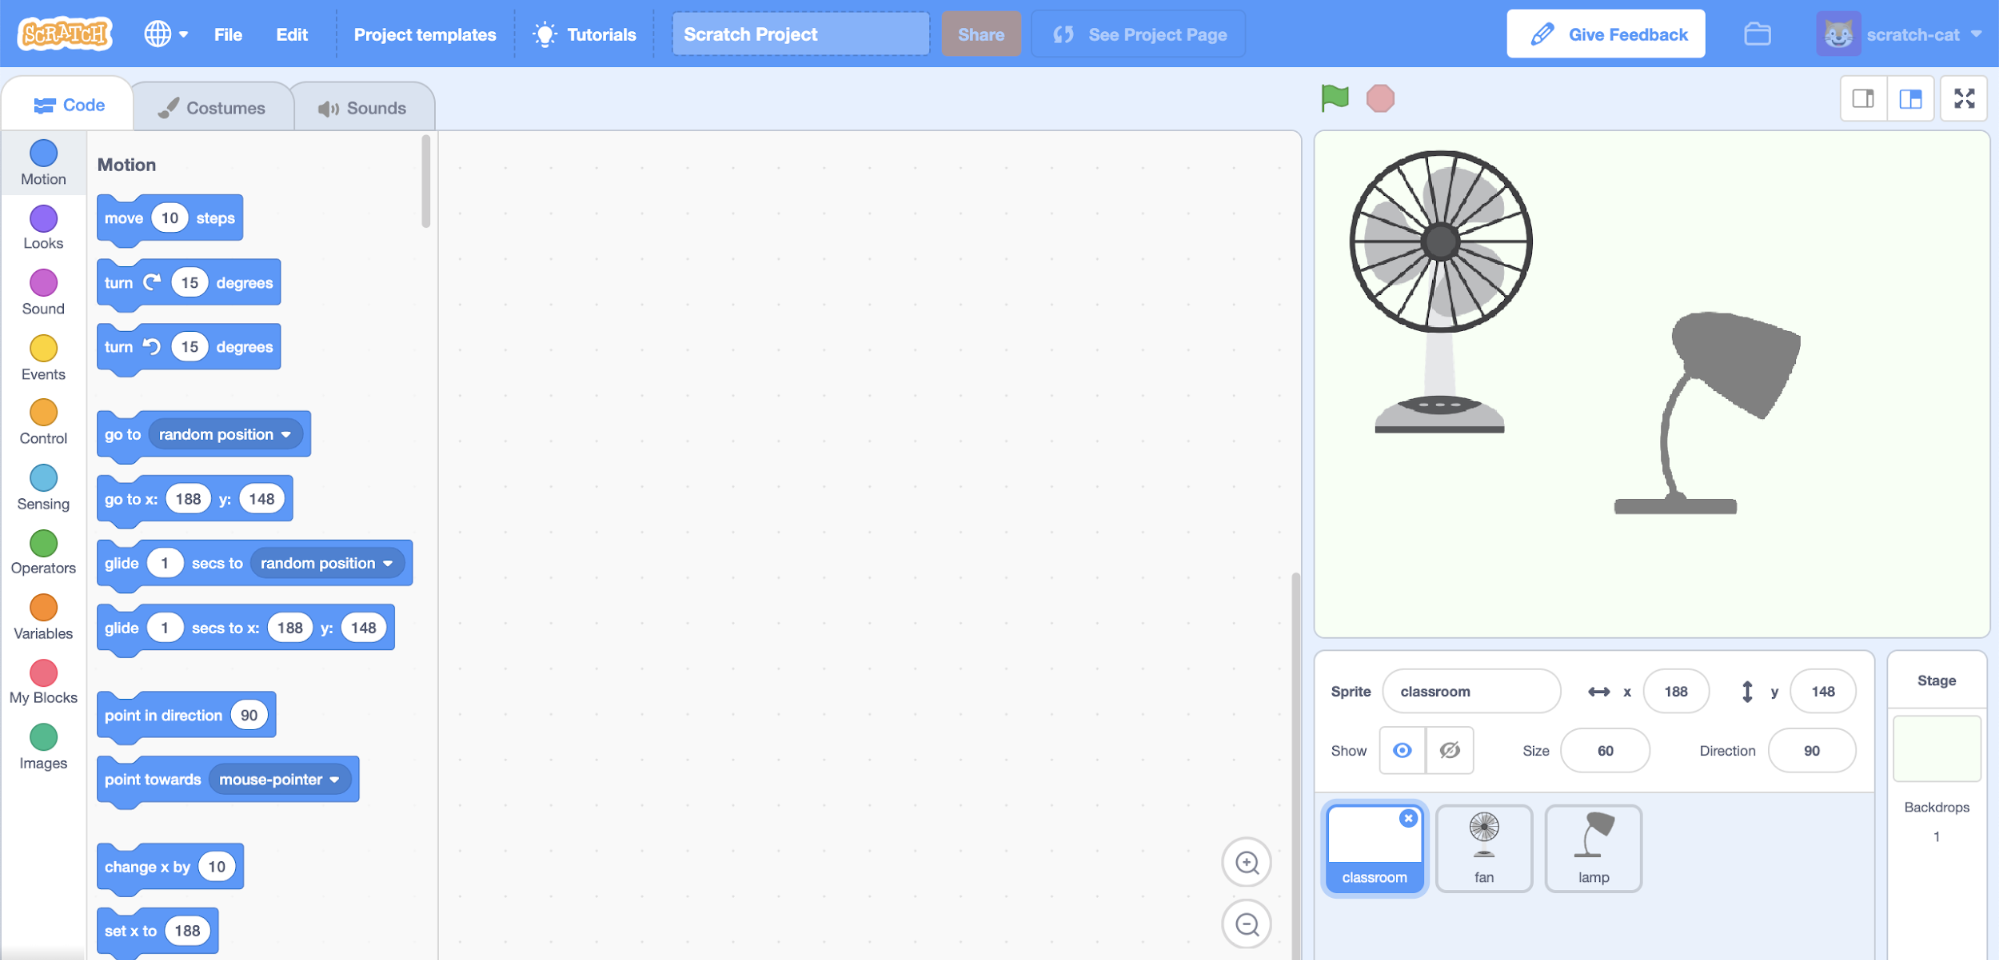 SCRATCH
File
Edit
Project templates
Tutorials
Scratch Project
Share
See Project Page
Give Feedback
scratch-cat
Code
Costumes
Sounds
Motion
Looks
Sound
Events
Control
Sensing
Operators
Variables
My Blocks
Images
Motion
move 10 steps
turn 15 degrees
turn 15 degrees
go to random position
go to x: 188 y: 148
glide 1 secs to random position
glide 1 secs to x: 188 y: 148
point in direction 90
point towards mouse-pointer
change x by 10
set x to 188
Sprite classroom x 188 y 148
Show Size 60 Direction 90
classroom
fan
lamp
Stage
Backdrops
1